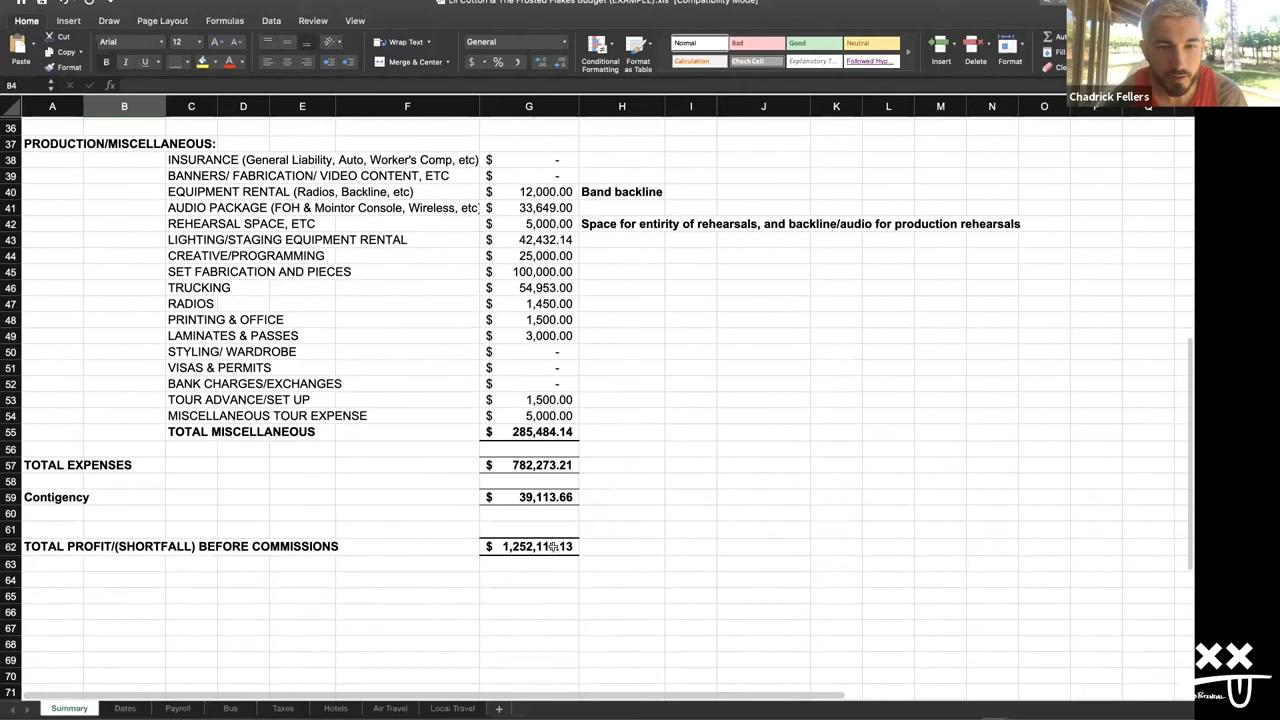 Lil Cotton & The Frosted Flakes Budget (EXAMPLE).xls [Compatibility Mode]
Home Insert Draw Page Layout Formulas Data Review View
Cut Copy Format Paste
Arial 12
Wrap Text
Merge & Center
General
Conditional Formatting
Format as Table
Normal Bad Good Neutral
Calculation Check Cell Explanatory T... Followed Hyp...
Insert Delete Format
Chadrick Fellers
B4 fx
A B C D E F G H I J K L M N O
36
37 PRODUCTION/MISCELLANEOUS:
38 INSURANCE (General Liability, Auto, Worker's Comp, etc) $ -
39 BANNERS/ FABRICATION/ VIDEO CONTENT, ETC $ -
40 EQUIPMENT RENTAL (Radios, Backline, etc) $ 12,000.00 Band backline
41 AUDIO PACKAGE (FOH & Mointor Console, Wireless, etc $ 33,649.00
42 REHEARSAL SPACE, ETC $ 5,000.00 Space for entirity of rehearsals, and backline/audio for production rehearsals
43 LIGHTING/STAGING EQUIPMENT RENTAL $ 42,432.14
44 CREATIVE/PROGRAMMING $ 25,000.00
45 SET FABRICATION AND PIECES $ 100,000.00
46 TRUCKING $ 54,953.00
47 RADIOS $ 1,450.00
48 PRINTING & OFFICE $ 1,500.00
49 LAMINATES & PASSES $ 3,000.00
50 STYLING/ WARDROBE $ -
51 VISAS & PERMITS $ -
52 BANK CHARGES/EXCHANGES $ -
53 TOUR ADVANCE/SET UP $ 1,500.00
54 MISCELLANEOUS TOUR EXPENSE $ 5,000.00
55 TOTAL MISCELLANEOUS $ 285,484.14
56
57 TOTAL EXPENSES $ 782,273.21
58
59 Contigency $ 39,113.66
60
61
62 TOTAL PROFIT/(SHORTFALL) BEFORE COMMISSIONS $
63
64
65
66
67
68
69
70
71
Summary Dates Payroll Bus Taxes Hotels Air Travel Local Travel +